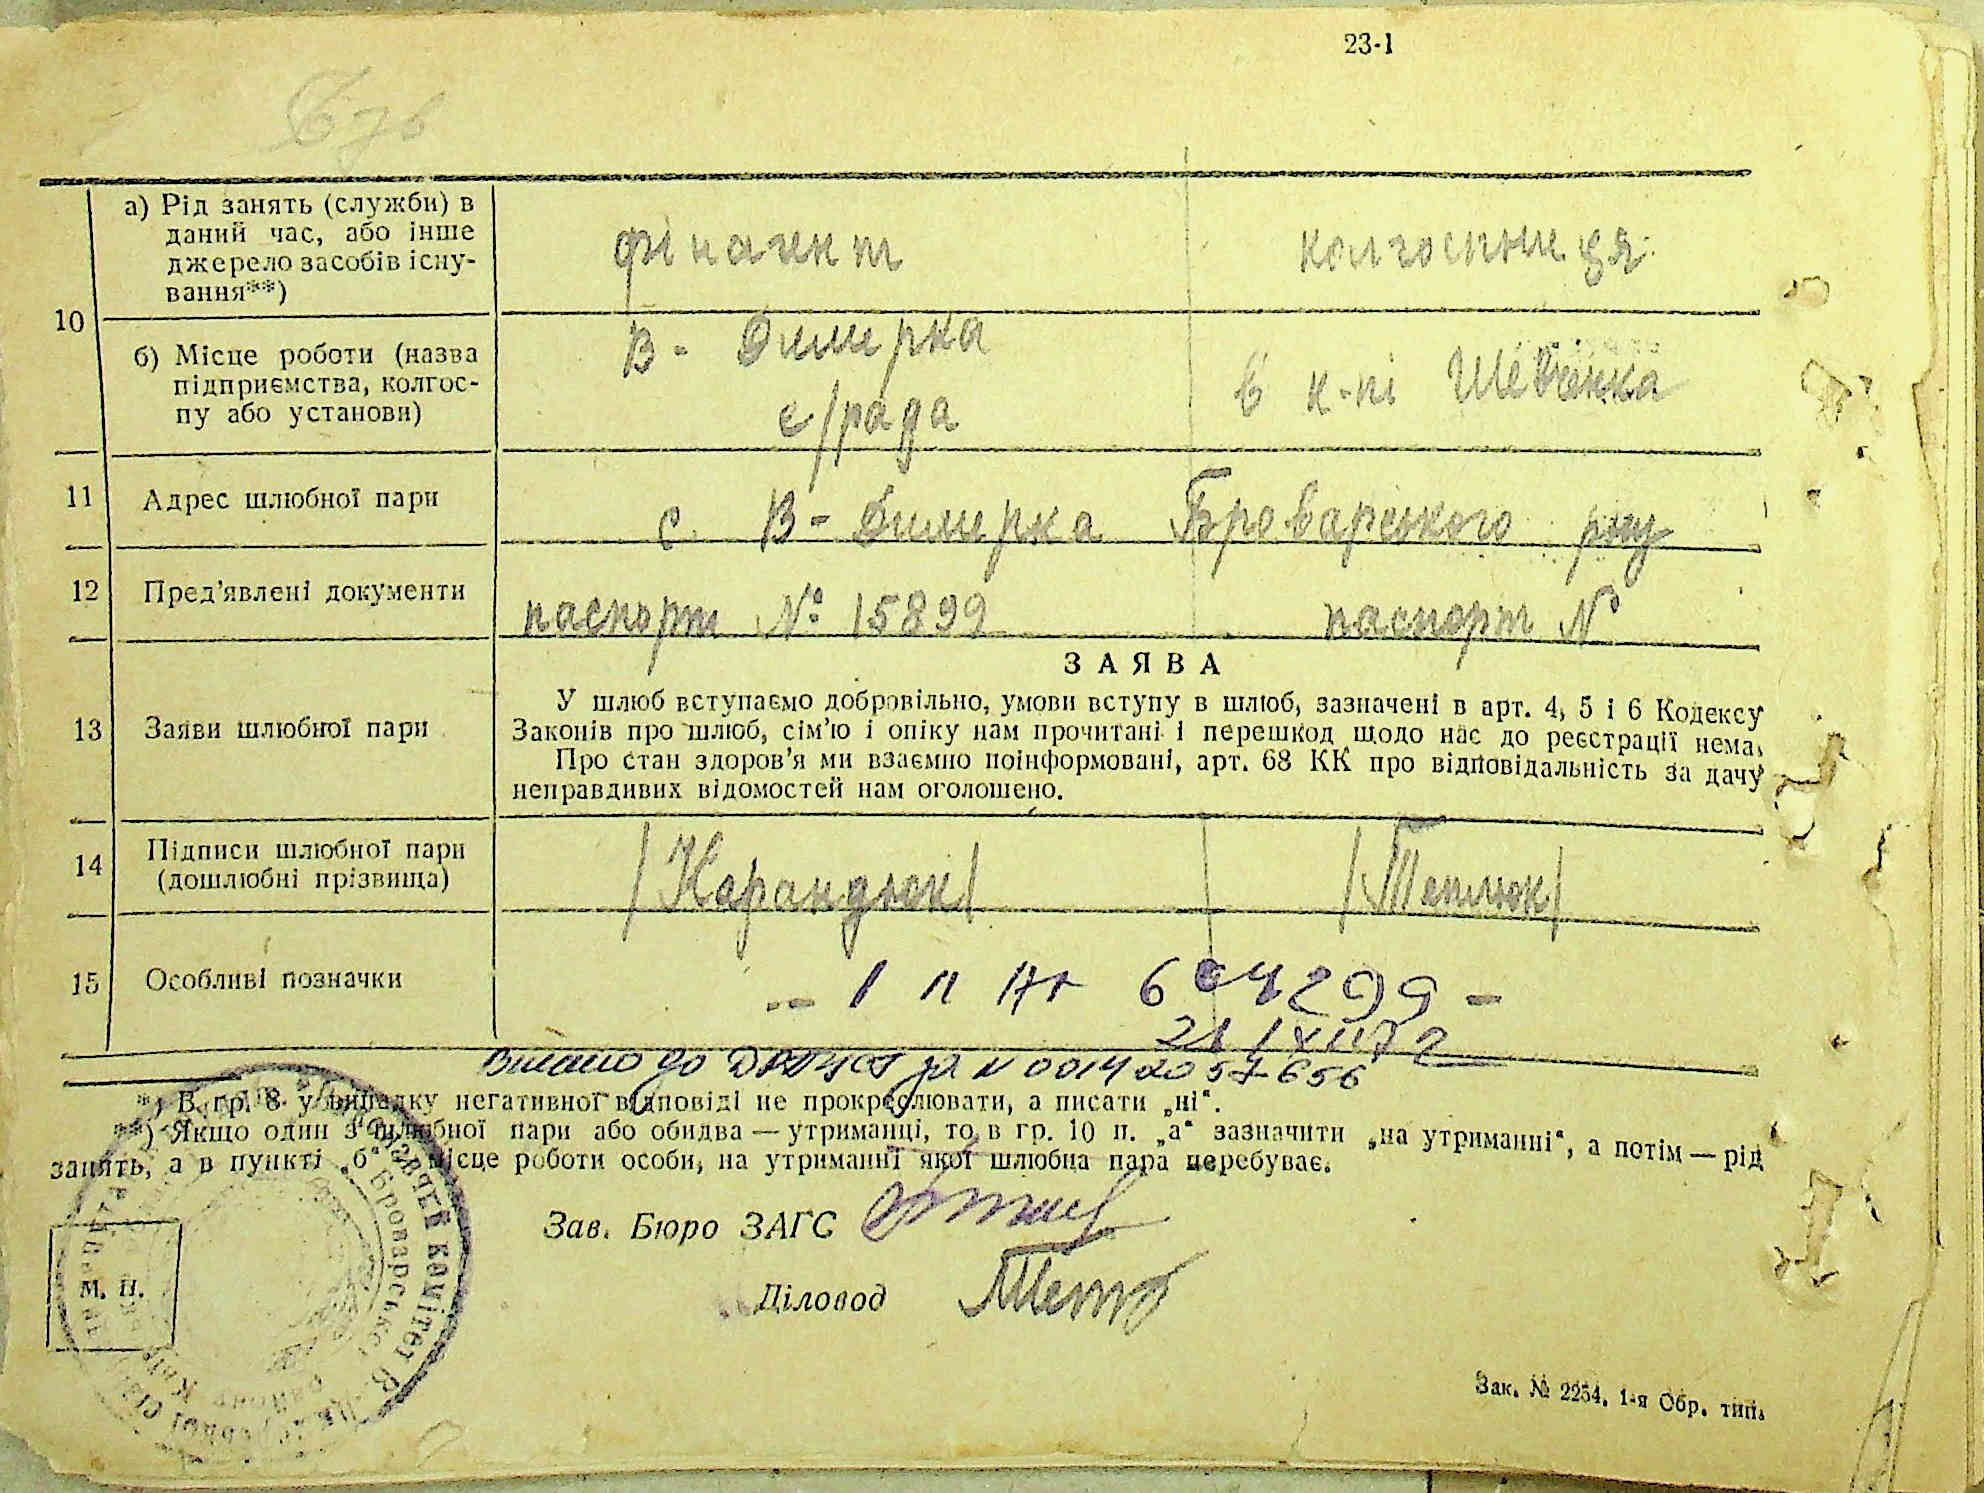 23-1
10
а) Рід занять (служби) в
даний час, або інше
джерело засобів існу-
вання**)
фінагент
колгоспниця
б) Місце роботи (назва
підприємства, колгос-
пу або установи)
В- Димерка
с/рада
в к-пі Шевченка
11
Адрес шлюбної пари
с. В-Димерка Броварського р-ну
12
Пред'явлені документи
паспорт № 15899
паспорт №
13
Заяви шлюбної пари
ЗАЯВА
У шлюб вступаємо добровільно, умови вступу в шлюб, зазначені в арт. 4, 5 і 6 Кодексу
Законів про шлюб, сім'ю і опіку нам прочитані і перешкод щодо нас до реєстрації нема.
Про стан здоров'я ми взаємно поінформовані, арт. 68 КК про відповідальність за дачу
неправдивих відомостей нам оголошено.
14
Підписи шлюбної пари
(дошлюбні прізвища)
/Карандюк/
/Теплюк/
15
Особливі позначки
*) В гр. 8 у випадку негативної відповіді не прокреслювати, а писати „ні“.
**) Якщо один з шлюбної пари або обидва — утриманці, то в гр. 10 п. „а“ зазначити „на утриманні“, а потім — рід
занять, а в пункті „б“ місце роботи особи, на утриманні якої шлюбна пара перебуває.
Зав. Бюро ЗАГС
Діловод
М. П.
Зак. № 2254. 1-я Обр. тип.